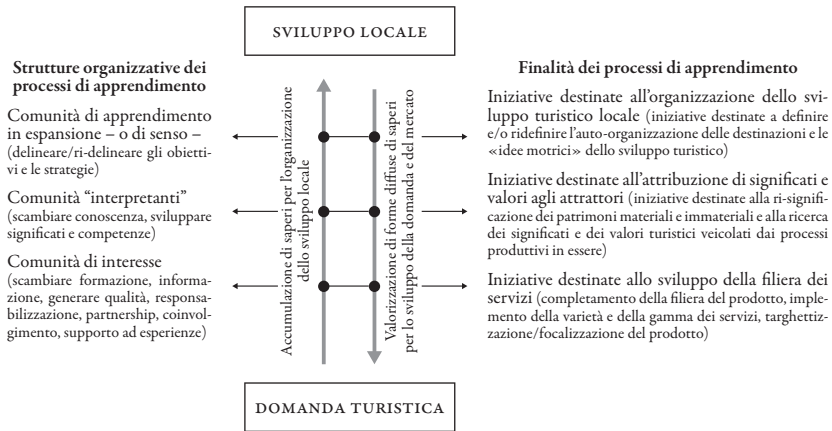 SVILUPPO LOCALE
Strutture organizzative dei
processi di apprendimento
Comunità di apprendimento
in espansione – o di senso –
(delineare/ri-delineare gli obietti-
vi e le strategie)
Comunità “interpretanti”
(scambiare conoscenza, sviluppare
significati e competenze)
Comunità di interesse
(scambiare formazione, informa-
zione, generare qualità, responsa-
bilizzazione, partnership, coinvol-
gimento, supporto ad esperienze)
Accumulazione di saperi per l'organizzazione
dello sviluppo locale
Valorizzazione di forme diffuse di saperi
per lo sviluppo della domanda e del mercato
Finalità dei processi di apprendimento
Iniziative destinate all'organizzazione dello svi-
luppo turistico locale (iniziative destinate a definire
e/o ridefinire l'auto-organizzazione delle destinazioni e le
«idee motrici» dello sviluppo turistico)
Iniziative destinate all'attribuzione di significati e
valori agli attrattori (iniziative destinate alla ri-signifi-
cazione dei patrimoni materiali e immateriali e alla ricerca
dei significati e dei valori turistici veicolati dai processi
produttivi in essere)
Iniziative destinate allo sviluppo della filiera dei
servizi (completamento della filiera del prodotto, imple-
mento della varietà e della gamma dei servizi, targhettiz-
zazione/focalizzazione del prodotto)
DOMANDA TURISTICA